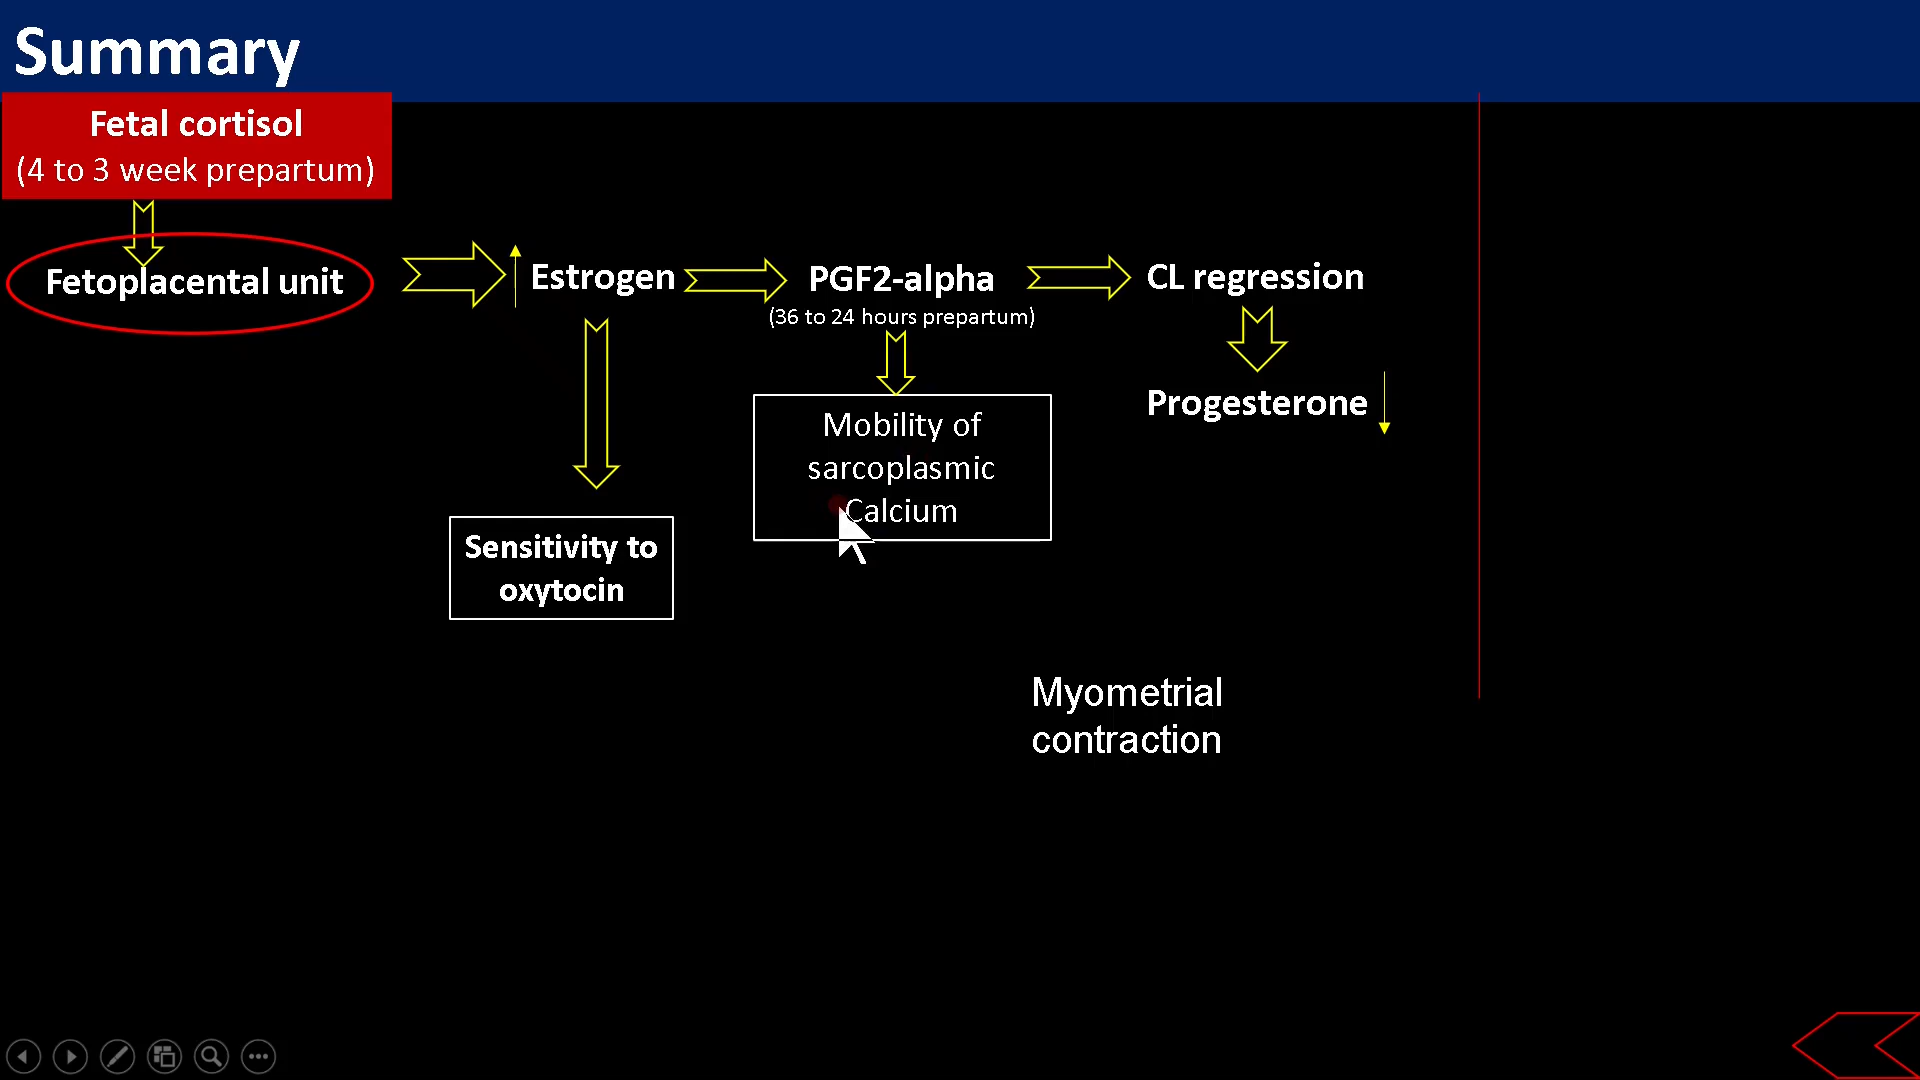 Summary
Fetal cortisol
(4 to 3 week prepartum)
Fetoplacental unit
Estrogen
PGF2-alpha
(36 to 24 hours prepartum)
CL regression
Progesterone
Mobility of
sarcoplasmic
Calcium
Sensitivity to
oxytocin
Myometrial
contraction